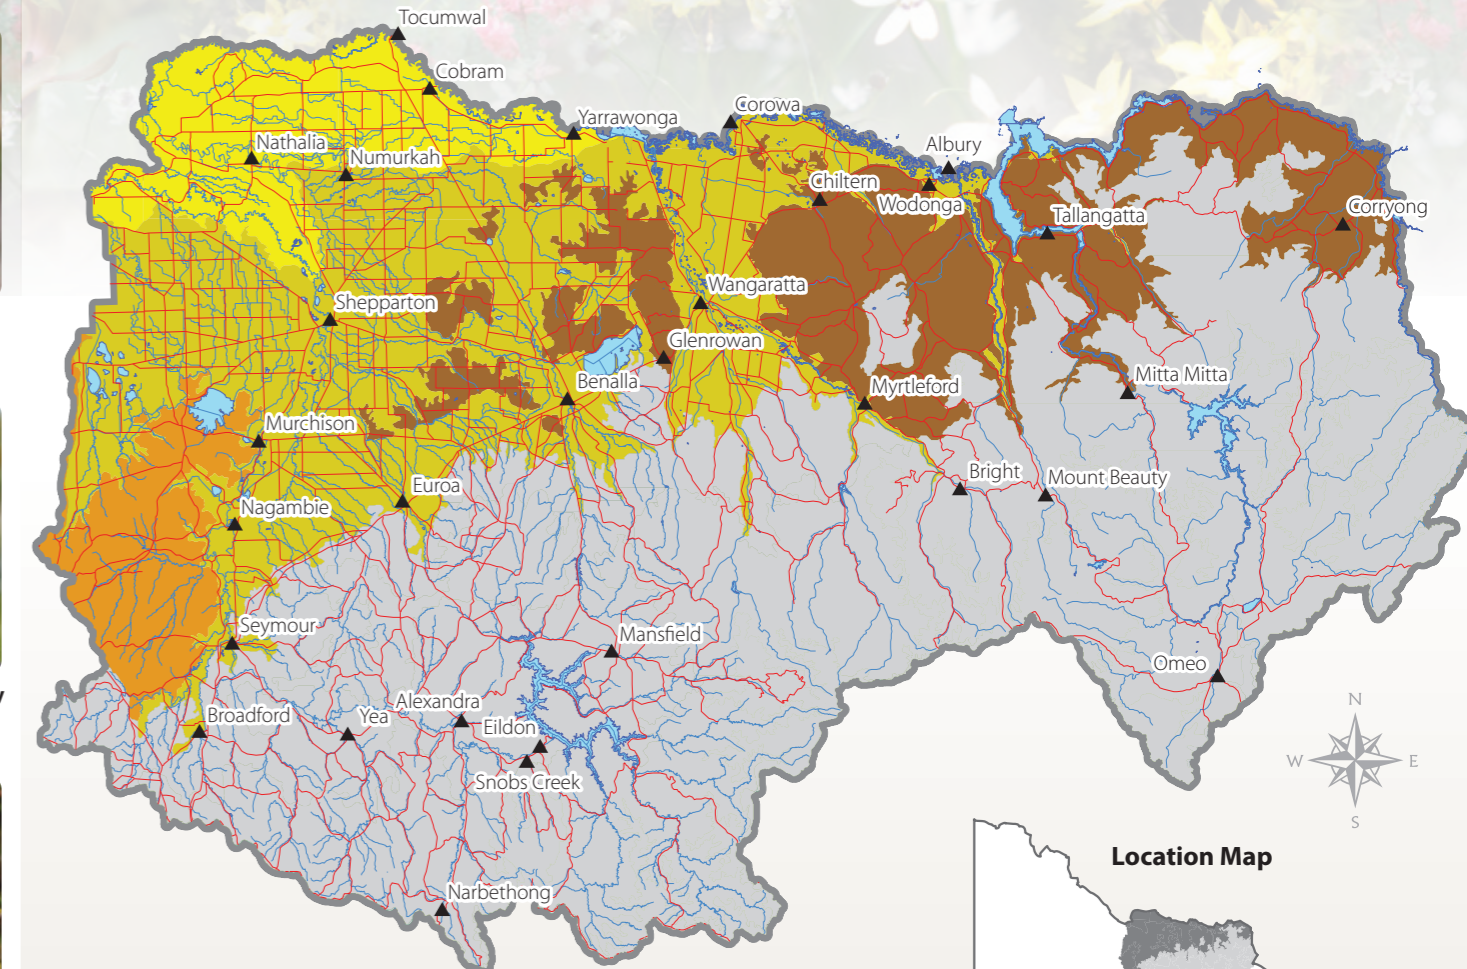 Tocumwal
Cobram
Yarrawonga
Corowa
Nathalia
Numurkah
Albury
Chiltern
Wodonga
Tallangatta
Corryong
Shepparton
Wangaratta
Glenrowan
Benalla
Myrtleford
Mitta Mitta
Murchison
Euroa
Bright
Mount Beauty
Nagambie
Seymour
Mansfield
Omeo
Broadford
Yea
Alexandra
Eildon
Snobs Creek
Narbethong
N
W
E
S
Location Map